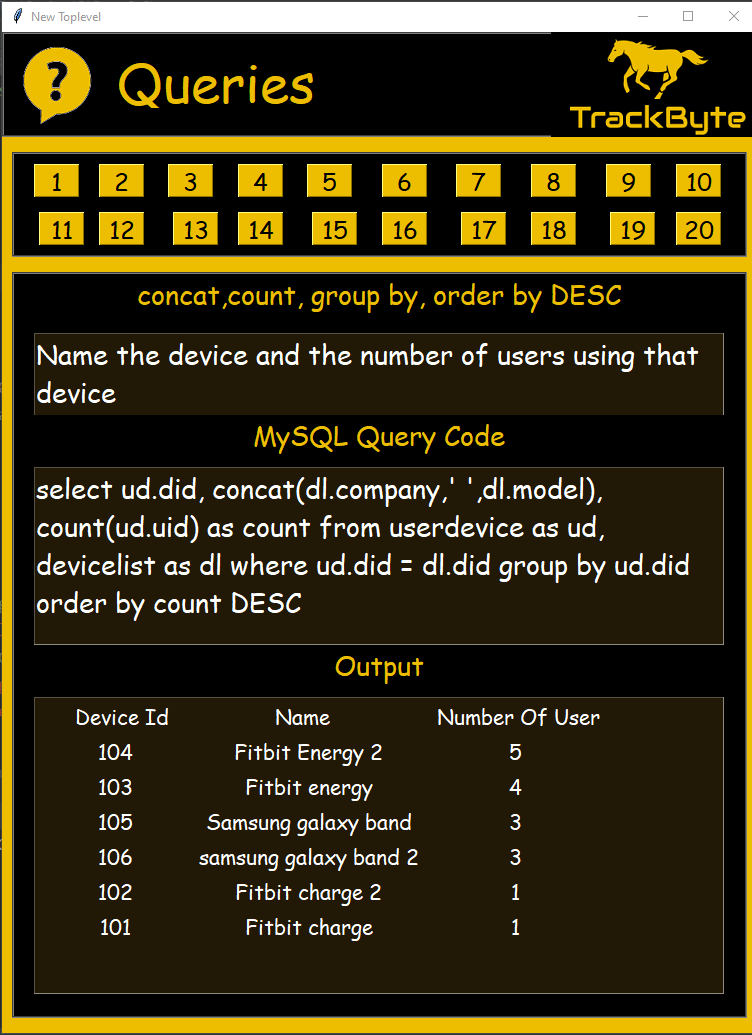 New Toplevel
?
Queries
TrackByte
1 2 3 4 5 6 7 8 9 10
11 12 13 14 15 16 17 18 19 20
concat,count, group by, order by DESC
Name the device and the number of users using that
device
MySQL Query Code
select ud.did, concat(dl.company,' ',dl.model),
count(ud.uid) as count from userdevice as ud,
devicelist as dl where ud.did = dl.did group by ud.did
order by count DESC
Output
Device Id Name Number Of User
104 Fitbit Energy 2 5
103 Fitbit energy 4
105 Samsung galaxy band 3
106 samsung galaxy band 2 3
102 Fitbit charge 2 1
101 Fitbit charge 1